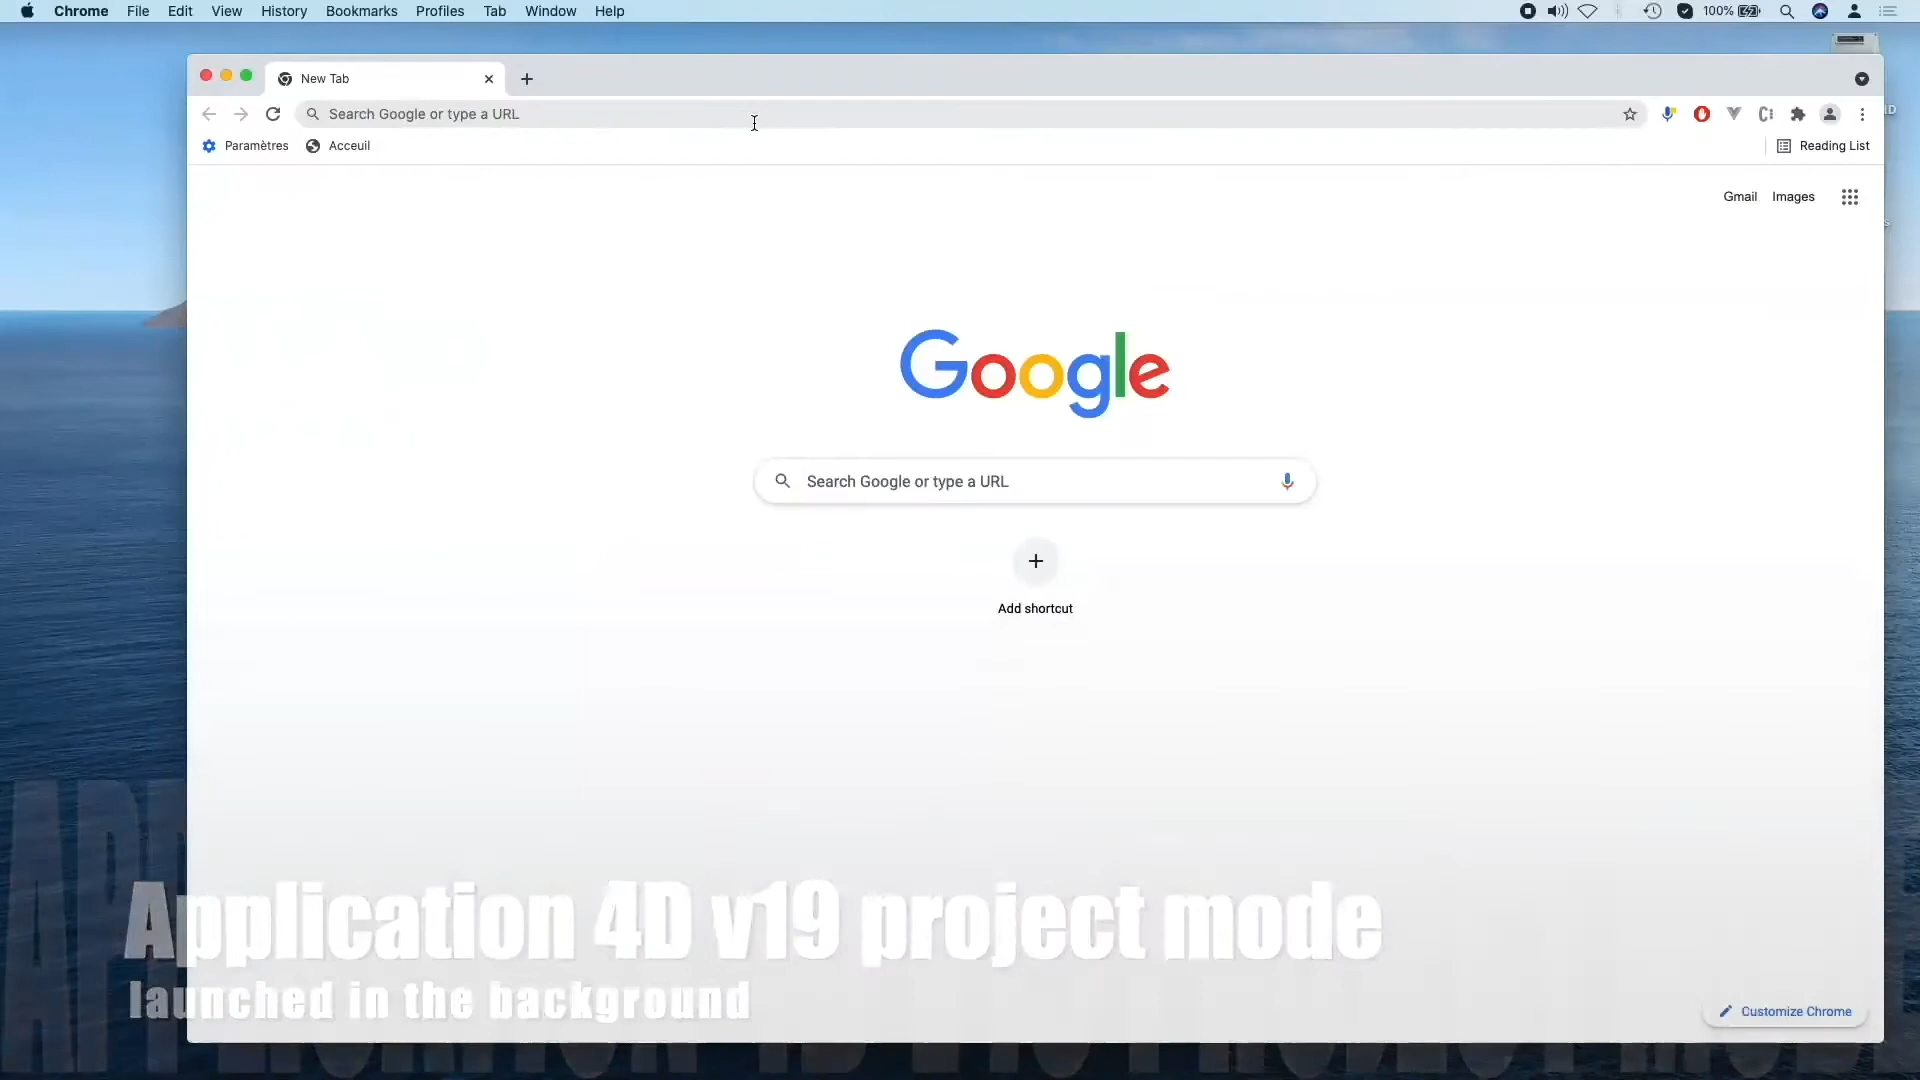 Chrome File Edit View History Bookmarks Profiles Tab Window Help
100%
New Tab
Search Google or type a URL
Paramètres Acceuil
Reading List
Gmail Images
Google
Search Google or type a URL
Add shortcut
Application 4D v19 project mode
launched in the background
Customize Chrome